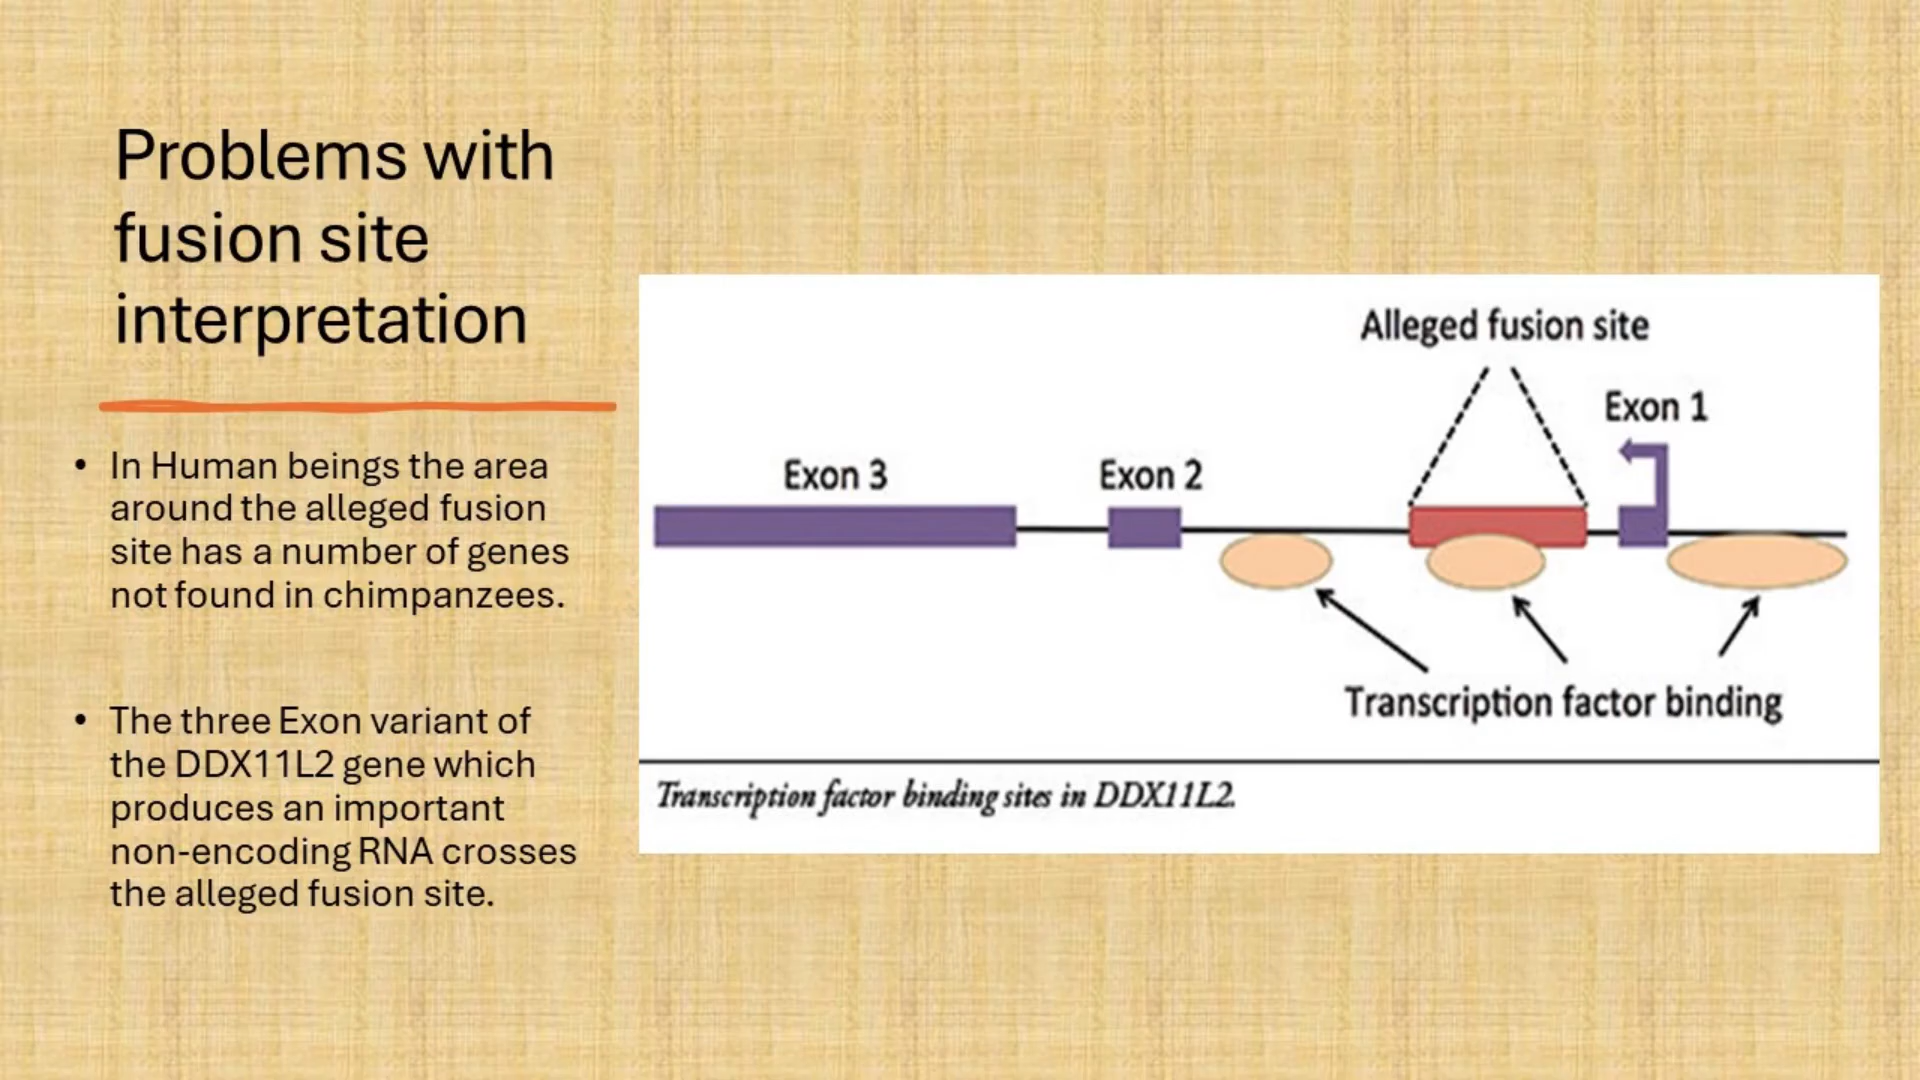 Problems with
fusion site
interpretation
• In Human beings the area
around the alleged fusion
site has a number of genes
not found in chimpanzees.
• The three Exon variant of
the DDX11L2 gene which
produces an important
non-encoding RNA crosses
the alleged fusion site.
Alleged fusion site
Exon 1
Exon 3
Exon 2
Transcription factor binding
Transcription factor binding sites in DDX11L2.